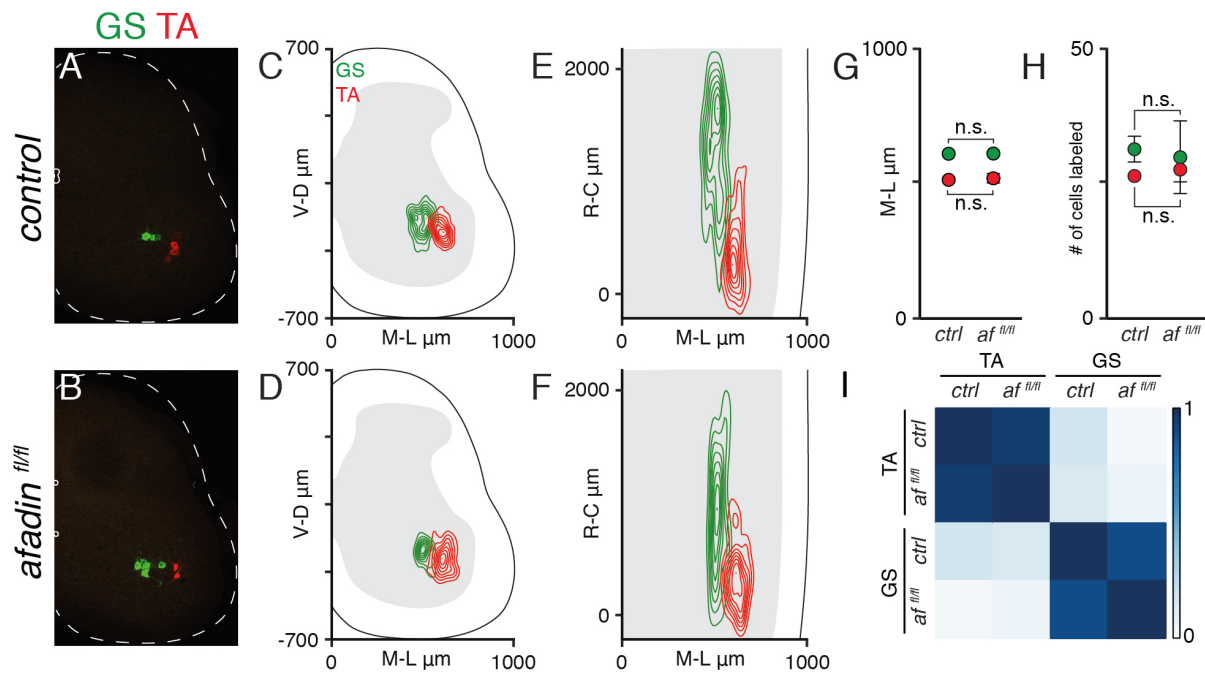 GS TA
control
A
C
700
V-D µm
GS
TA
-700
M-L µm
1000
E
2000
R-C µm
0
0
M-L µm
1000
G
1000
M-L µm
n.s.
n.s.
0
ctrl
af fl/fl
H
50
# of cells labeled
n.s.
n.s.
0
ctrl
af fl/fl
afadin fl/fl
B
D
700
V-D µm
-700
0
M-L µm
1000
F
2000
R-C µm
0
0
M-L µm
1000
I
TA GS
ctrl af fl/fl ctrl af fl/fl
TA
ctrl
af fl/fl
GS
ctrl
af fl/fl
1
0